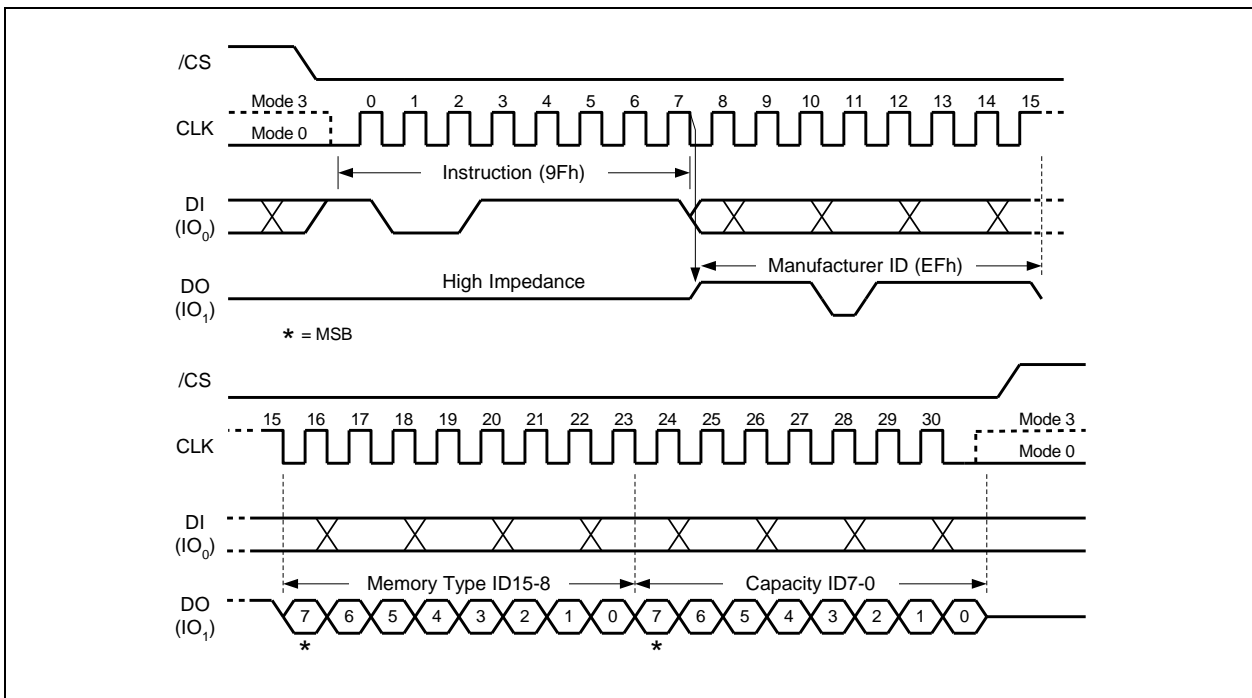 /CS
Mode 3 0 1 2 3 4 5 6 7 8 9 10 11 12 13 14 15
CLK
Mode 0
Instruction (9Fh)
DI
(IO0)
Manufacturer ID (EFh)
High Impedance
DO
(IO1)
* = MSB
/CS
15 16 17 18 19 20 21 22 23 24 25 26 27 28 29 30 Mode 3
CLK
Mode 0
DI
(IO0)
Memory Type ID15-8 Capacity ID7-0
DO
(IO1)
7 6 5 4 3 2 1 0 7 6 5 4 3 2 1 0
* *